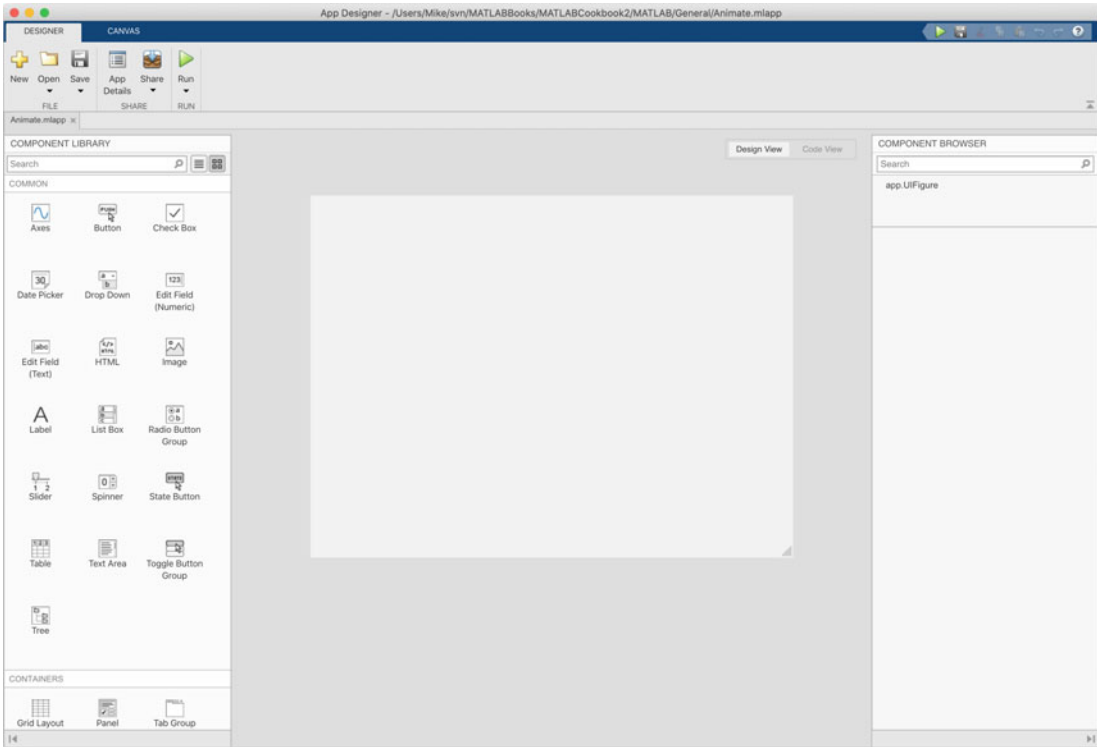 App Designer - /Users/Mike/svn/MATLABBooks/MATLABCookbook2/MATLAB/General/Animate.mlapp
DESIGNER CANVAS
New Open Save App Details Share Run
FILE SHARE RUN
Animate.mlapp ×
COMPONENT LIBRARY
Search
COMMON
Axes Button Check Box
Date Picker Drop Down Edit Field (Numeric)
Edit Field (Text) HTML Image
Label List Box Radio Button Group
Slider Spinner State Button
Table Text Area Toggle Button Group
Tree
CONTAINERS
Grid Layout Panel Tab Group
Design View Code View
COMPONENT BROWSER
Search
app.UIFigure